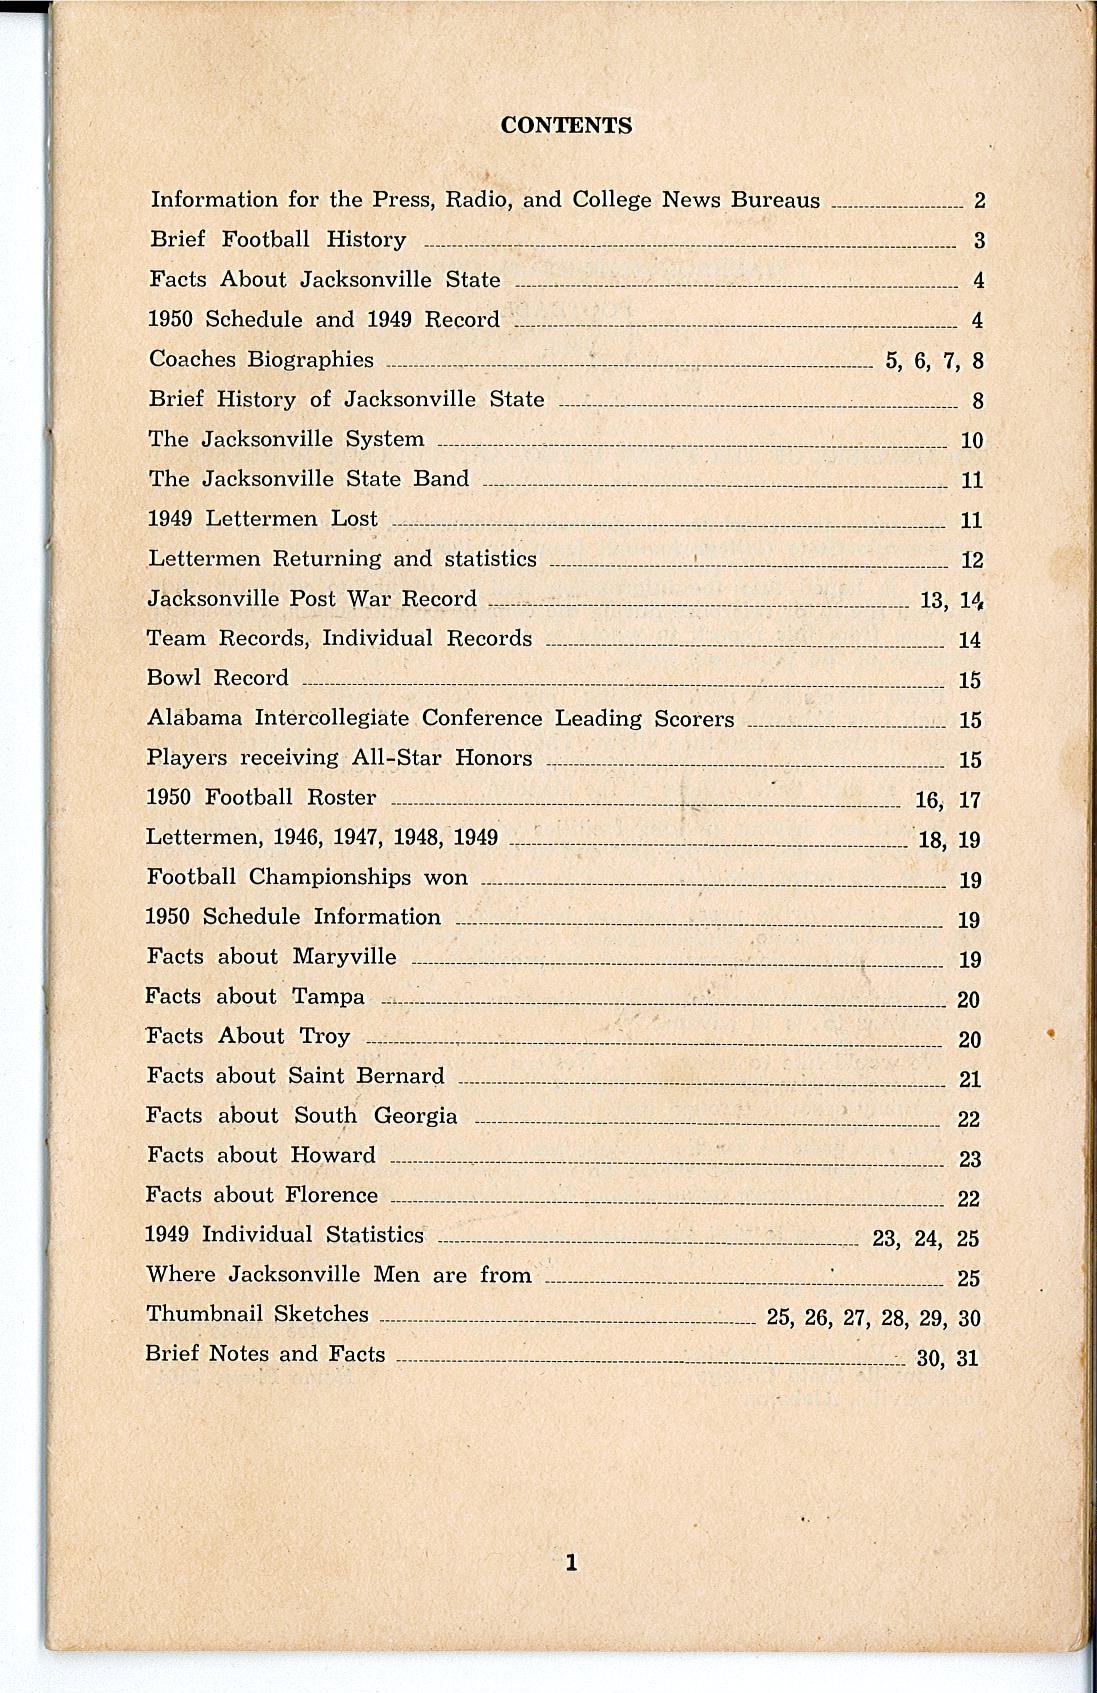 CONTENTS
Information for the Press, Radio, and College News Bureaus 2
Brief Football History 3
Facts About Jacksonville State 4
1950 Schedule and 1949 Record 4
Coaches Biographies 5, 6, 7, 8
Brief History of Jacksonville State 8
The Jacksonville System 10
The Jacksonville State Band 11
1949 Lettermen Lost 11
Lettermen Returning and statistics 12
Jacksonville Post War Record 13, 14
Team Records, Individual Records 14
Bowl Record 15
Alabama Intercollegiate Conference Leading Scorers 15
Players receiving All-Star Honors 15
1950 Football Roster 16, 17
Lettermen, 1946, 1947, 1948, 1949 18, 19
Football Championships won 19
1950 Schedule Information 19
Facts about Maryville 19
Facts about Tampa 20
Facts About Troy 20
Facts about Saint Bernard 21
Facts about South Georgia 22
Facts about Howard 23
Facts about Florence 22
1949 Individual Statistics 23, 24, 25
Where Jacksonville Men are from 25
Thumbnail Sketches 25, 26, 27, 28, 29, 30
Brief Notes and Facts 30, 31
1